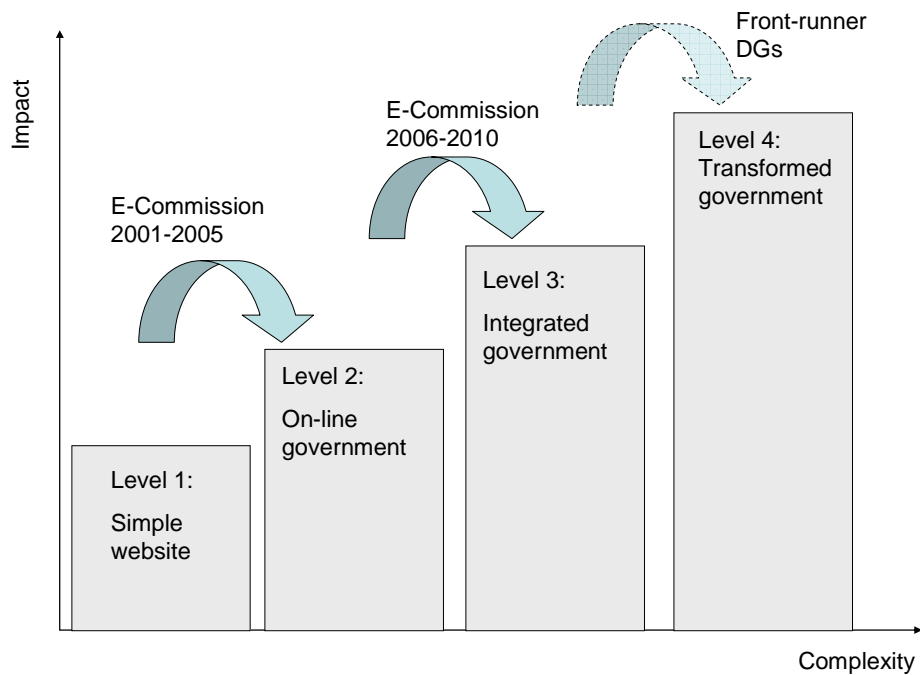 Impact
Front-runner
DGs
E-Commission
2006-2010
E-Commission
2001-2005
Level 4:
Transformed
government
Level 3:
Integrated
government
Level 2:
On-line
government
Level 1:
Simple
website
Complexity